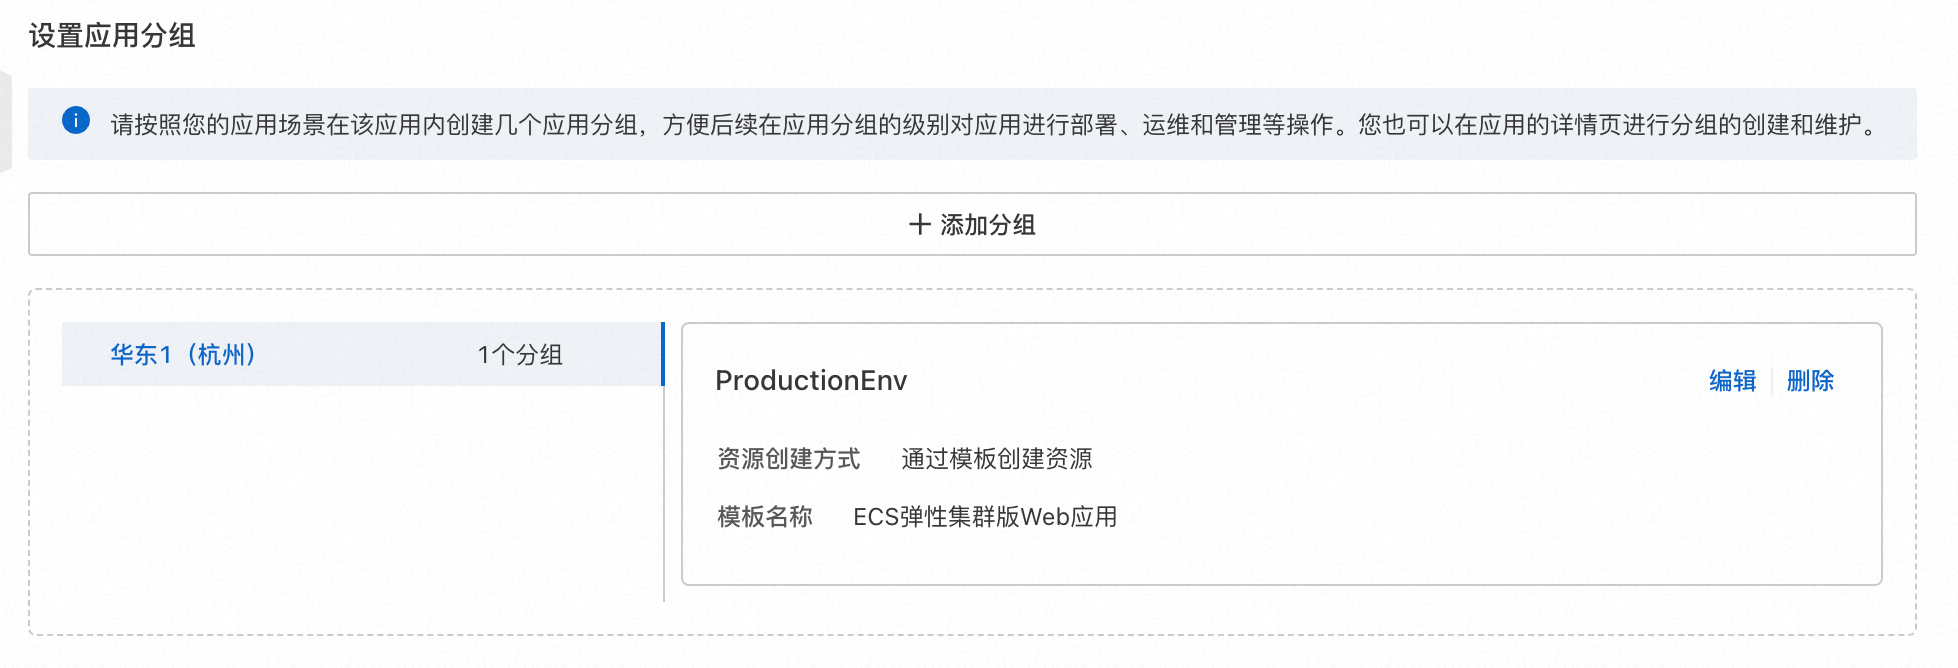 设置应用分组
请按照您的应用场景在该应用内创建几个应用分组，方便后续在应用分组的级别对应用进行部署、运维和管理等操作。您也可以在应用的详情页进行分组的创建和维护。
添加分组
华东1（杭州） 1个分组
ProductionEnv 编辑 删除
资源创建方式 通过模板创建资源
模板名称 ECS弹性集群版Web应用